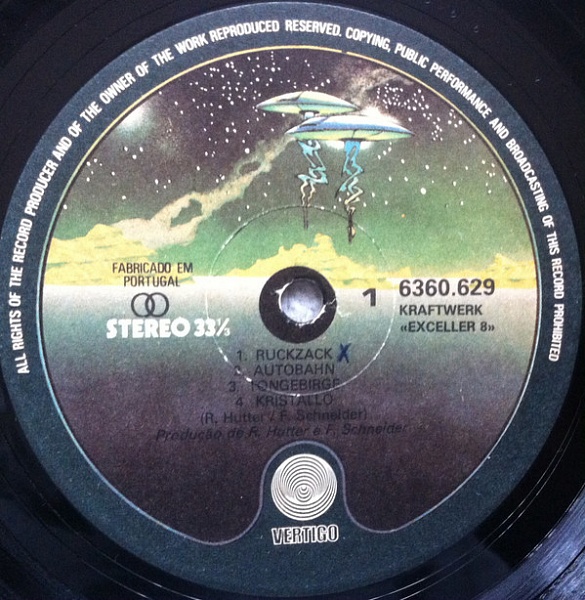 ALL RIGHTS OF THE RECORD PRODUCER AND OF THE OWNER OF THE WORK REPRODUCED RESERVED. COPYING, PUBLIC PERFORMANCE AND BROADCASTING OF THIS RECORD PROHIBITED
FABRICADO EM
PORTUGAL
STEREO 33⅓
1
6360.629
KRAFTWERK
«EXCELLER 8»
1. RUCKZACK X
2. AUTOBAHN
3. TONGEBIRGE
4. KRISTALLO
(R. Hutter / F. Schneider)
Produção de R. Hutter e F. Schneider
VERTIGO